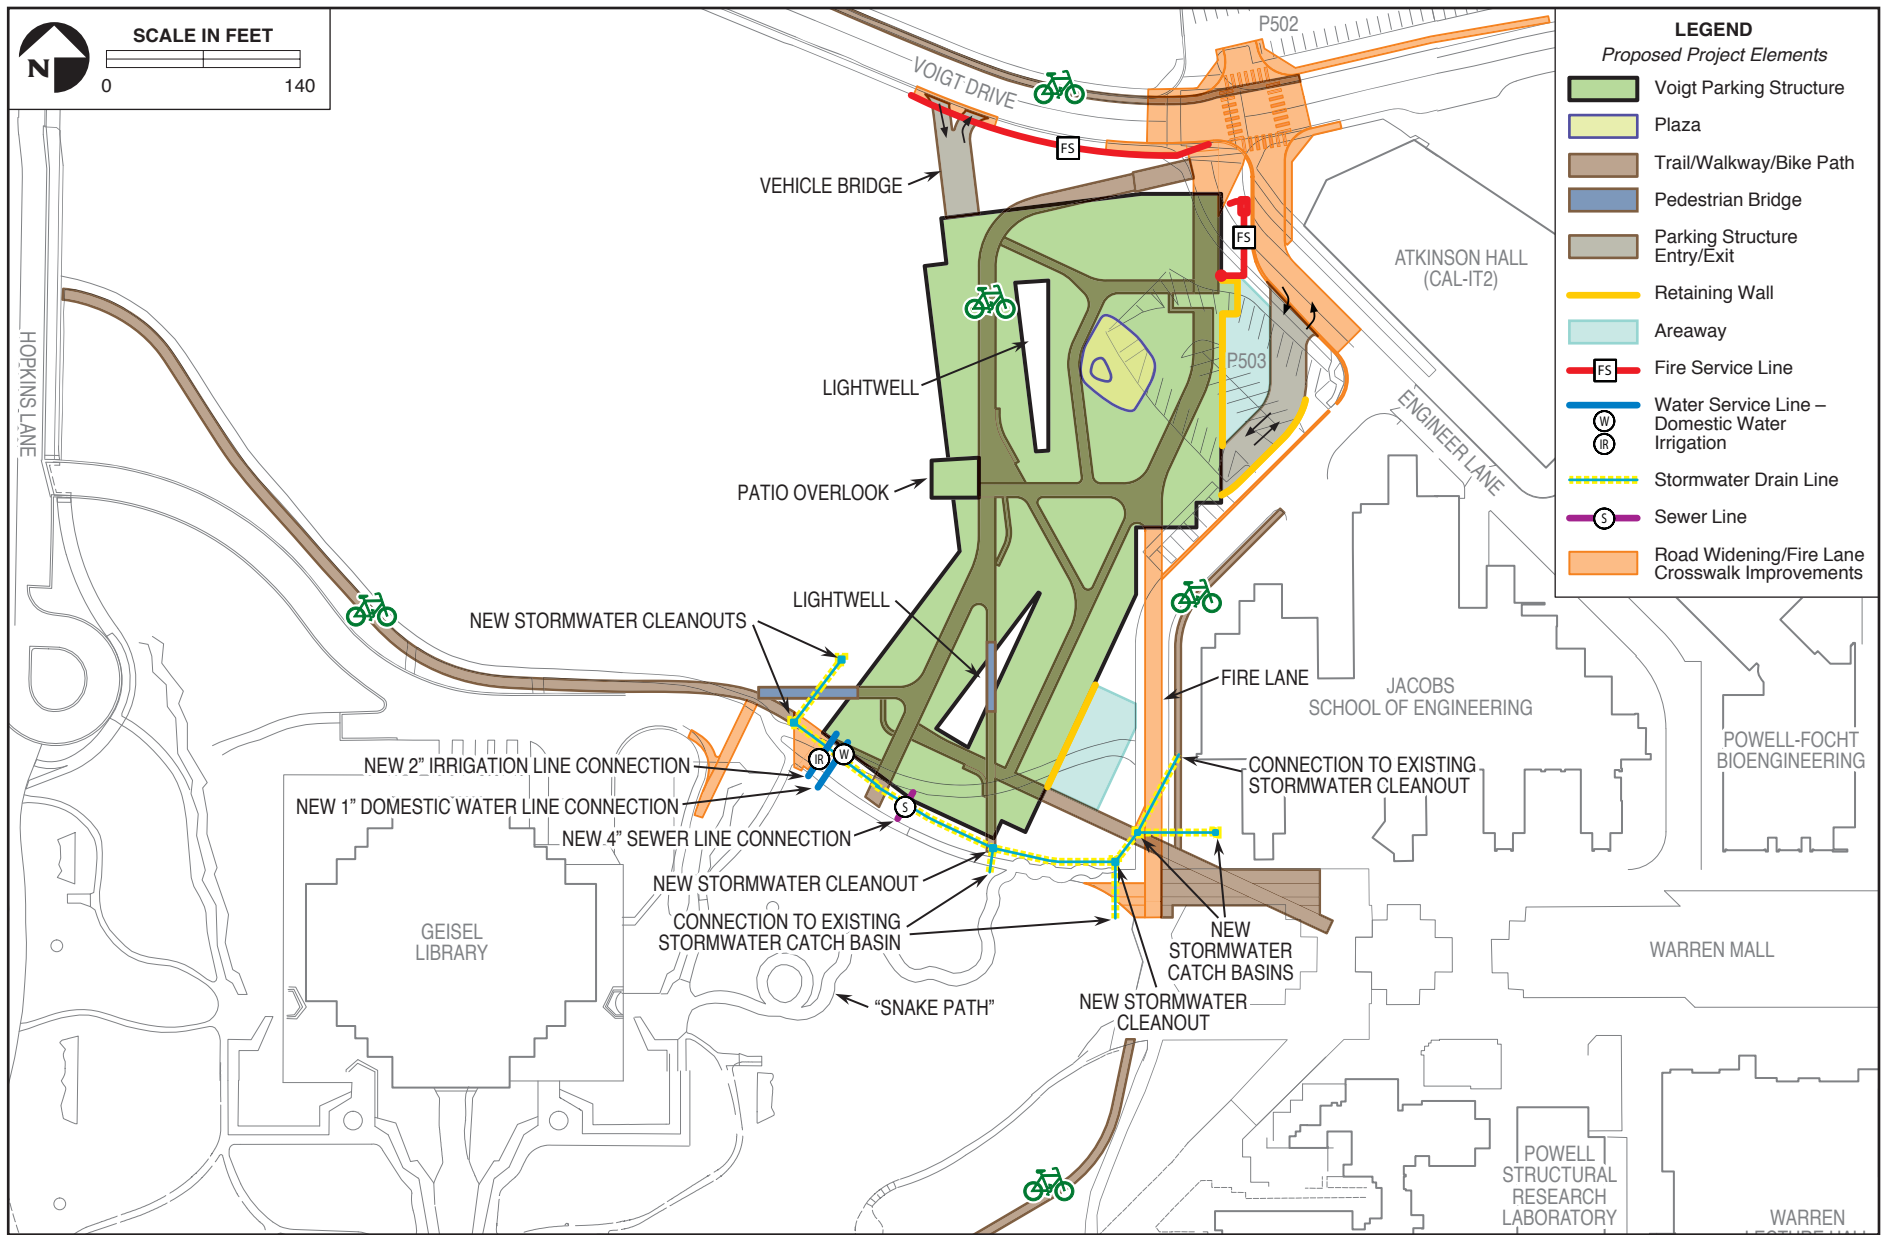 SCALE IN FEET
N
0 140
LEGEND
Proposed Project Elements
Voigt Parking Structure
Plaza
Trail/Walkway/Bike Path
Pedestrian Bridge
Parking Structure
Entry/Exit
Retaining Wall
Areaway
FS
Fire Service Line
Water Service Line –
W
Domestic Water
IR
Irrigation
Stormwater Drain Line
S
Sewer Line
Road Widening/Fire Lane
Crosswalk Improvements
P502
VOIGT DRIVE
FS
VEHICLE BRIDGE
FS
ATKINSON HALL
(CAL-IT2)
HOPKINS LANE
P503
LIGHTWELL
ENGINEER LANE
PATIO OVERLOOK
LIGHTWELL
NEW STORMWATER CLEANOUTS
FIRE LANE
JACOBS
SCHOOL OF ENGINEERING
POWELL-FOCHT
BIOENGINEERING
IR
W
NEW 2” IRRIGATION LINE CONNECTION
CONNECTION TO EXISTING
STORMWATER CLEANOUT
NEW 1” DOMESTIC WATER LINE CONNECTION
S
NEW 4” SEWER LINE CONNECTION
NEW STORMWATER CLEANOUT
CONNECTION TO EXISTING
STORMWATER CATCH BASIN
GEISEL
LIBRARY
NEW
STORMWATER
CATCH BASINS
WARREN MALL
“SNAKE PATH”
NEW STORMWATER
CLEANOUT
POWELL
STRUCTURAL
RESEARCH
LABORATORY
WARREN
LECTURE HALL